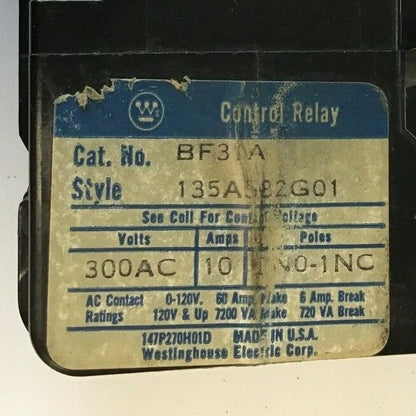 W
Control Relay
Cat. No. BF31A
Style 135A582G01
See Coil For Contact Voltage
Volts Amps Poles
300AC 10 NO-1NC
AC Contact 0-120V. 60 Amp. Make 6 Amp. Break
Ratings 120V & Up 7200 VA Make 720 VA Break
147P270H01D MADE IN U.S.A.
Westinghouse Electric Corp.